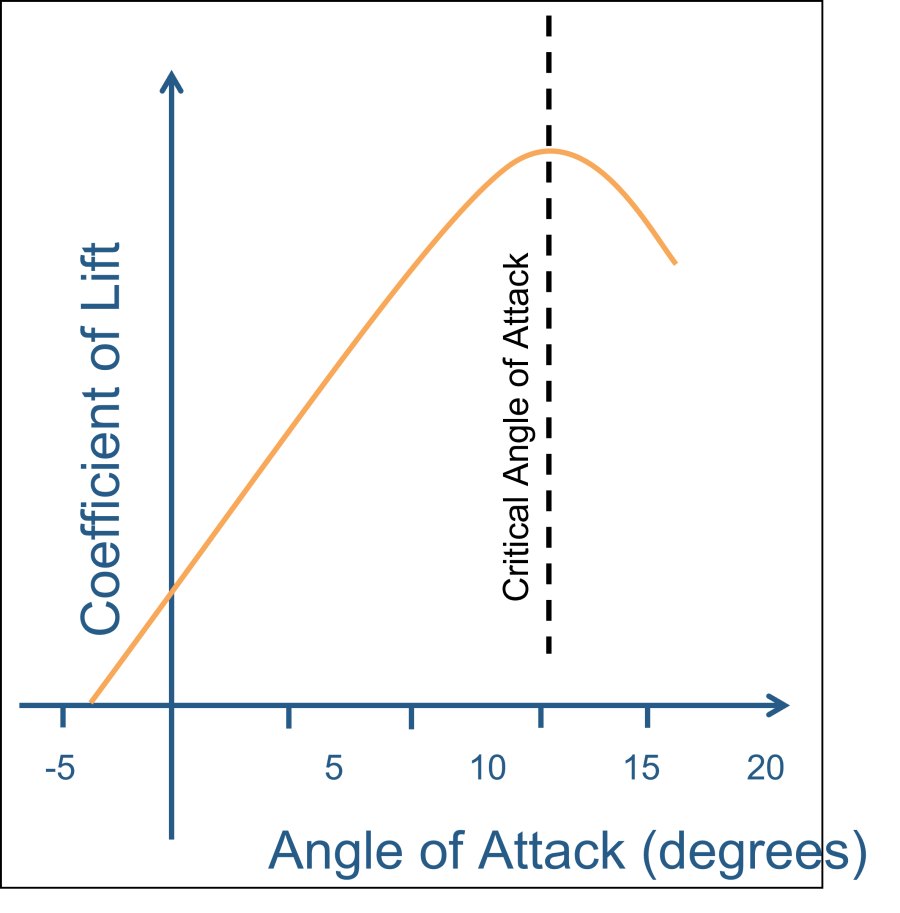 Coefficient of Lift
Critical Angle of Attack
-5 5 10 15 20
Angle of Attack (degrees)